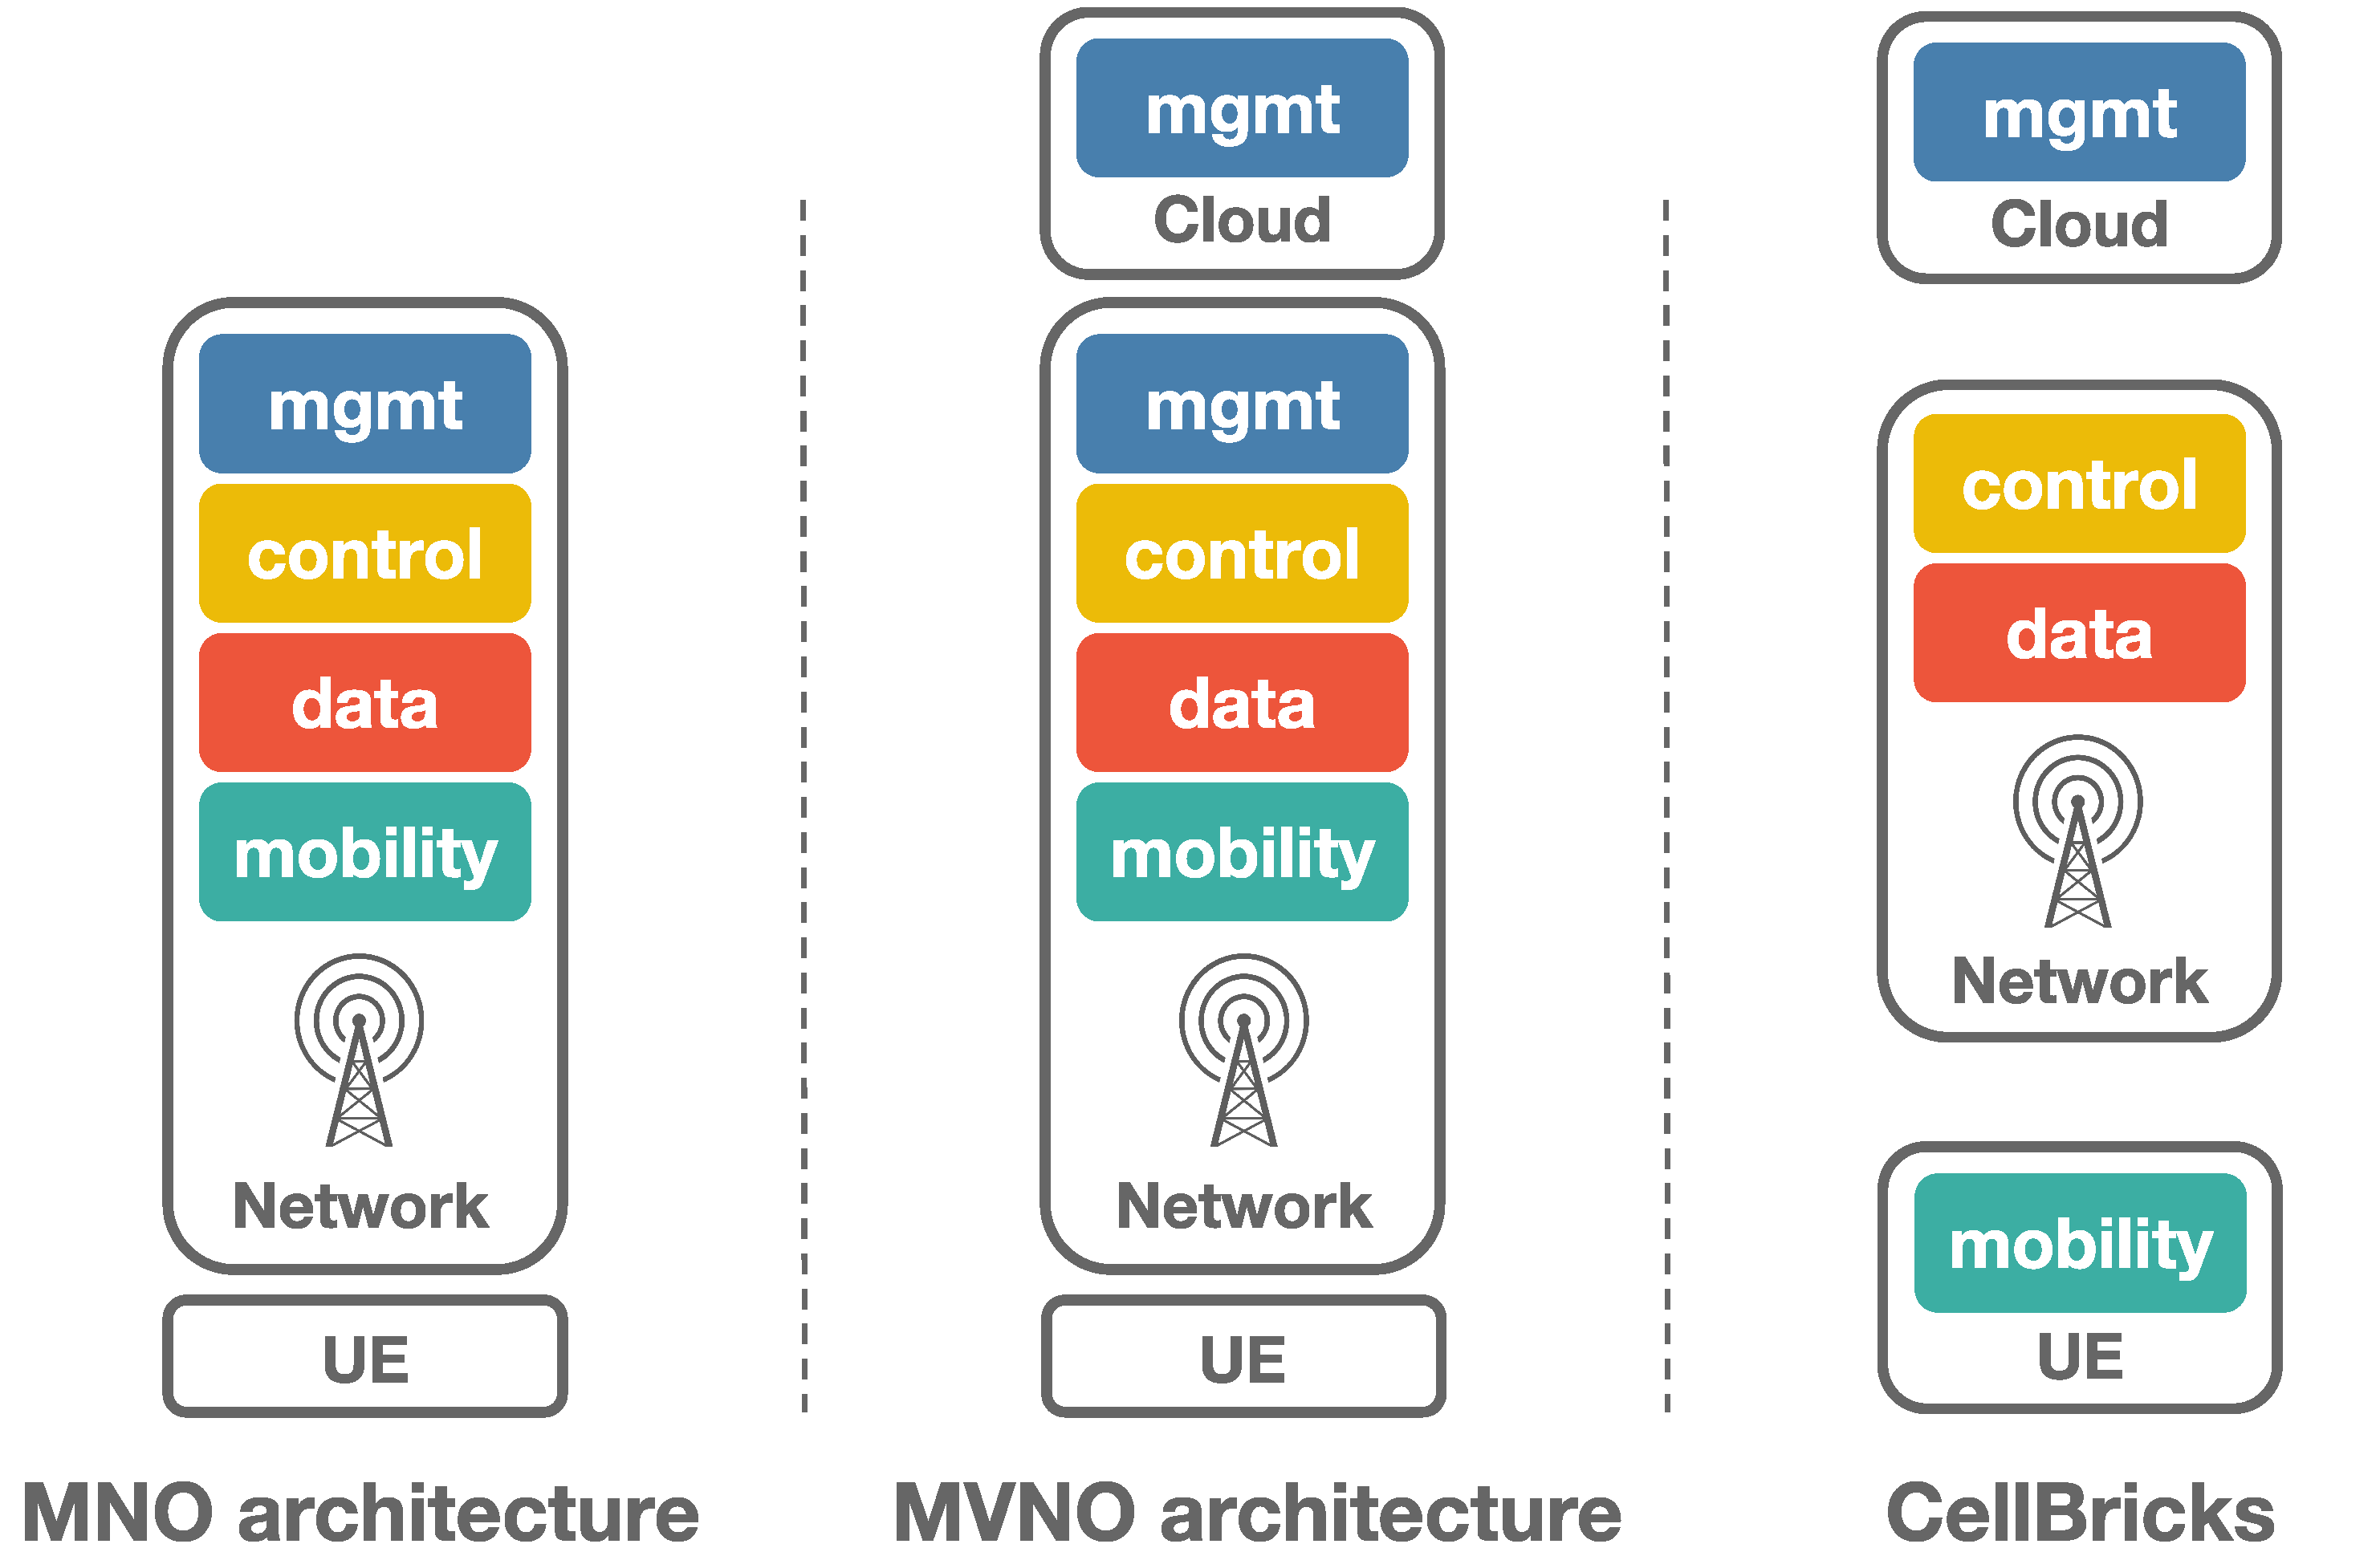 mgmt
control
data
mobility
Network
UE
MNO architecture
mgmt
Cloud
mgmt
control
data
mobility
Network
UE
MVNO architecture
mgmt
Cloud
control
data
Network
mobility
UE
CellBricks